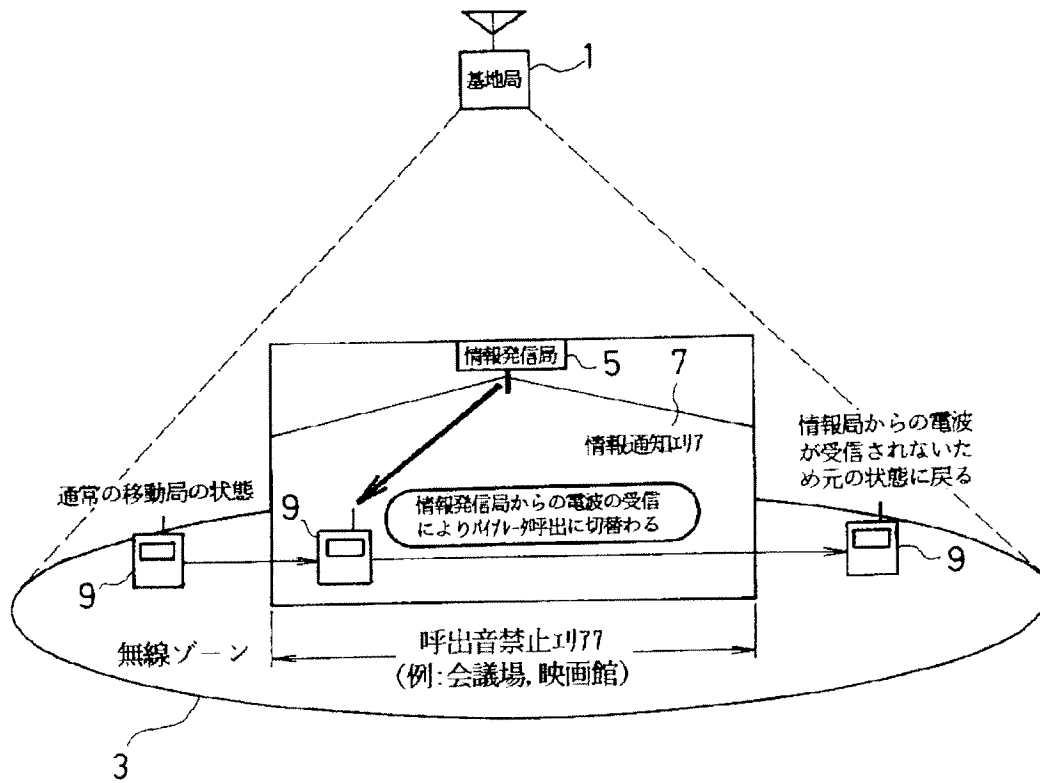 1
基地局
情報発信局
5
7
情報通知ｴﾘｱ
情報局からの電波
が受信されないた
め元の状態に戻る
通常の移動局の状態
9
情報発信局からの電波の受信
によりﾊﾞｲﾌﾞﾚｰﾀ呼出に切替わる
9
9
無線ゾーン
呼出音禁止ｴﾘｱ7
(例:会議場,映画館)
3